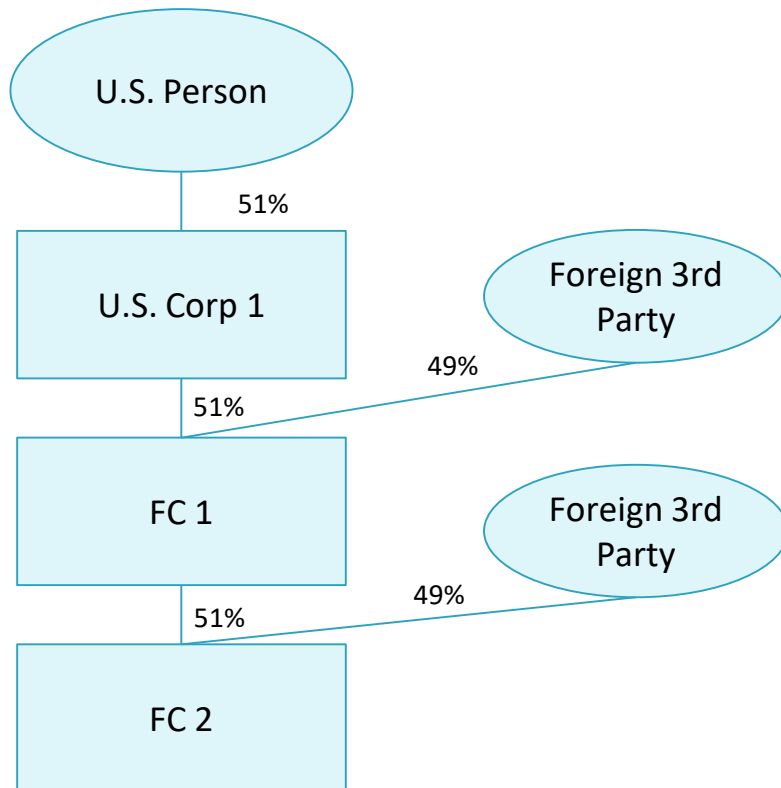 U.S. Person
51%
U.S. Corp 1
Foreign 3rd
Party
49%
51%
FC 1
Foreign 3rd
Party
49%
51%
FC 2